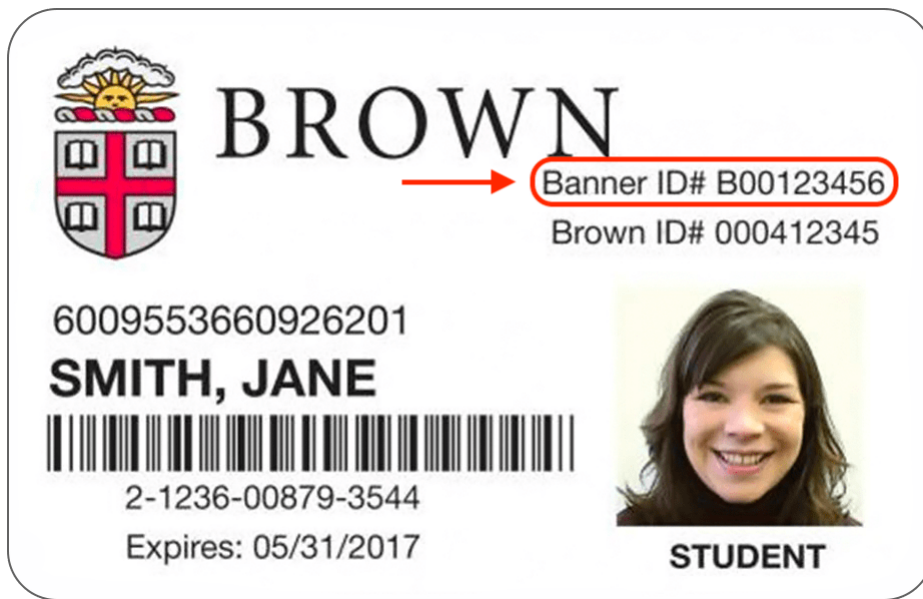 BROWN
Banner ID# B00123456
Brown ID# 000412345
6009553660926201
SMITH, JANE
2-1236-00879-3544
Expires: 05/31/2017
STUDENT